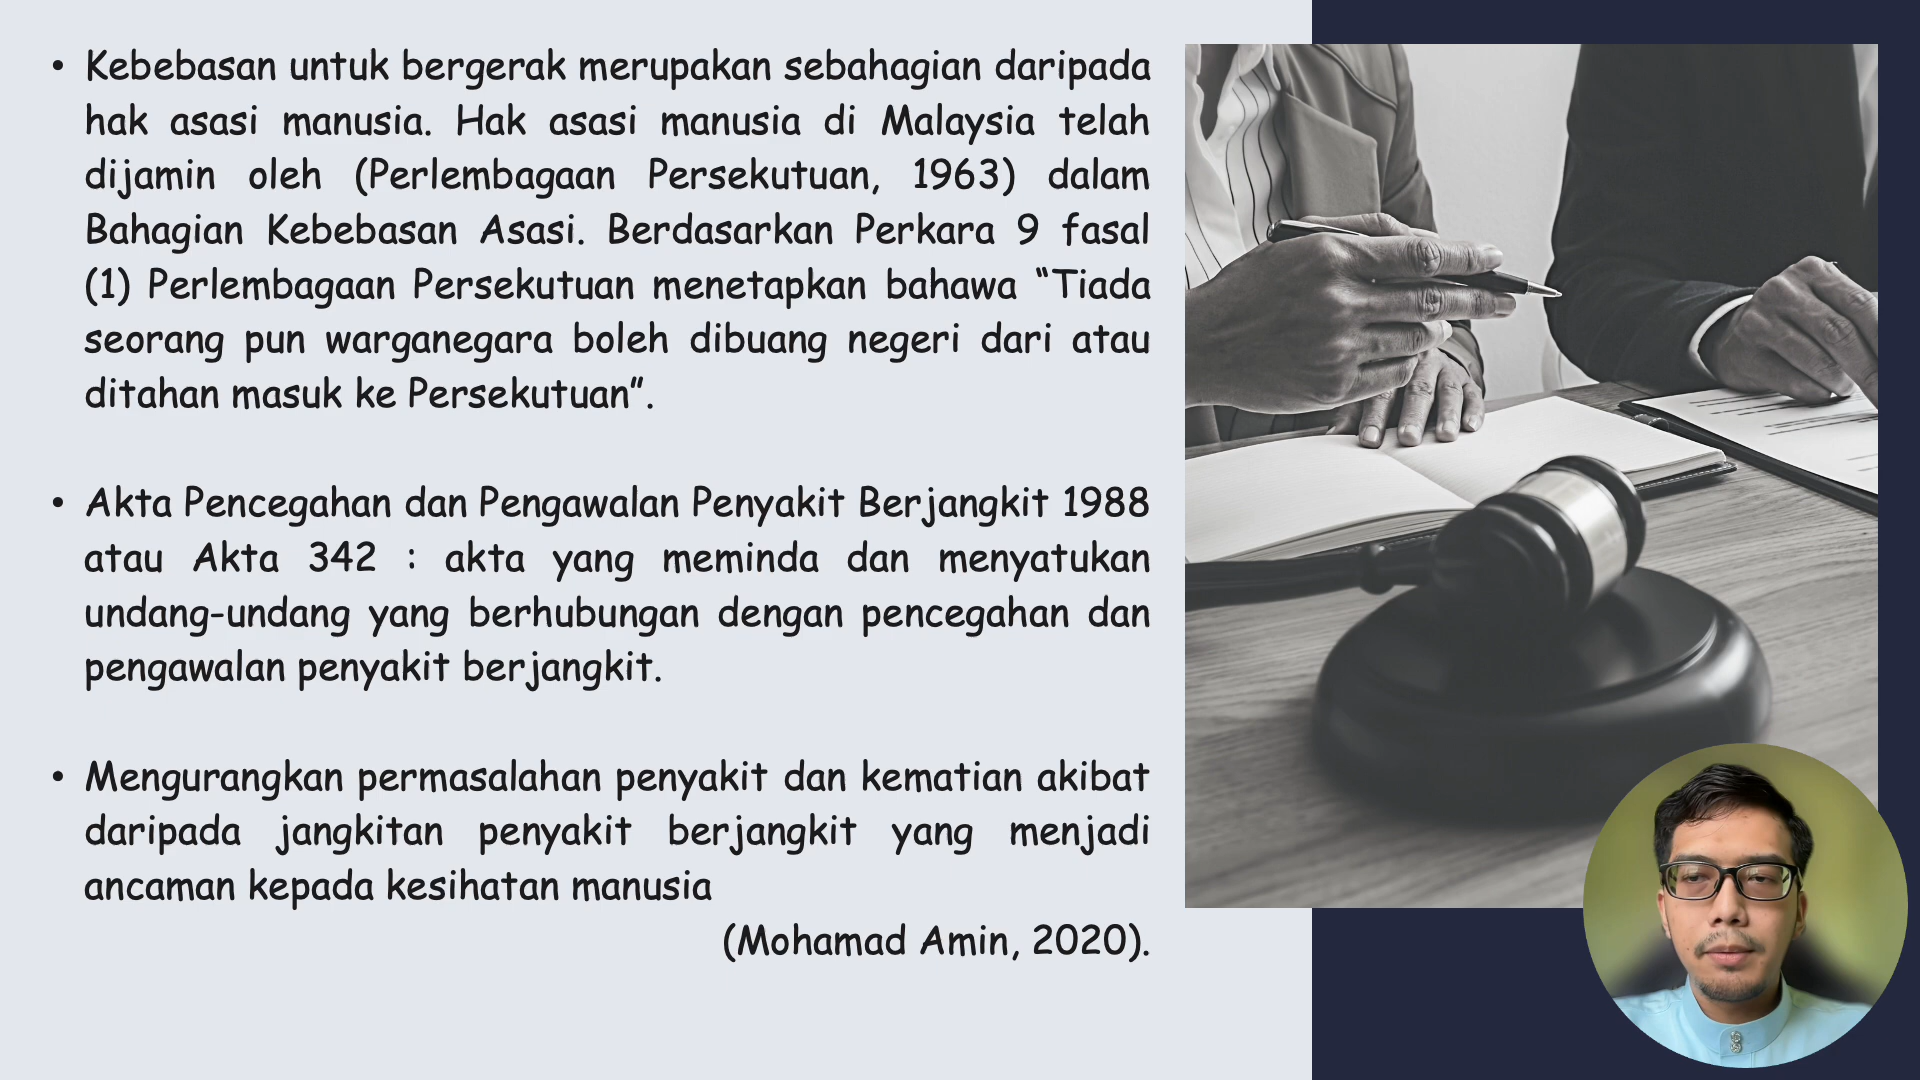 • Kebebasan untuk bergerak merupakan sebahagian daripada
hak asasi manusia. Hak asasi manusia di Malaysia telah
dijamin oleh (Perlembagaan Persekutuan, 1963) dalam
Bahagian Kebebasan Asasi. Berdasarkan Perkara 9 fasal
(1) Perlembagaan Persekutuan menetapkan bahawa “Tiada
seorang pun warganegara boleh dibuang negeri dari atau
ditahan masuk ke Persekutuan”.
• Akta Pencegahan dan Pengawalan Penyakit Berjangkit 1988
atau Akta 342 : akta yang meminda dan menyatukan
undang-undang yang berhubungan dengan pencegahan dan
pengawalan penyakit berjangkit.
• Mengurangkan permasalahan penyakit dan kematian akibat
daripada jangkitan penyakit berjangkit yang menjadi
ancaman kepada kesihatan manusia
(Mohamad Amin, 2020).